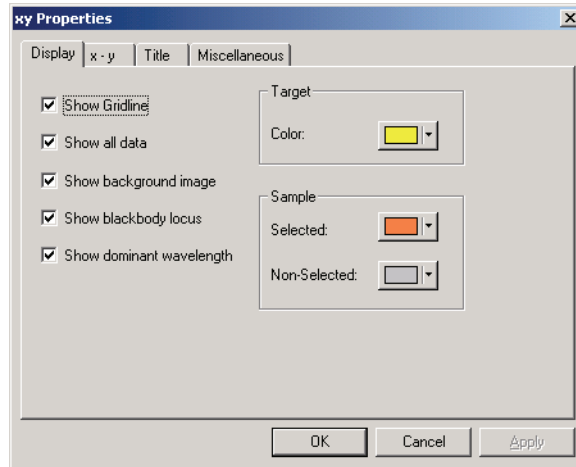 xy Properties
Display x - y Title Miscellaneous
Show Gridline
Show all data
Show background image
Show blackbody locus
Show dominant wavelength
Target
Color:
Sample
Selected:
Non-Selected:
OK Cancel Apply